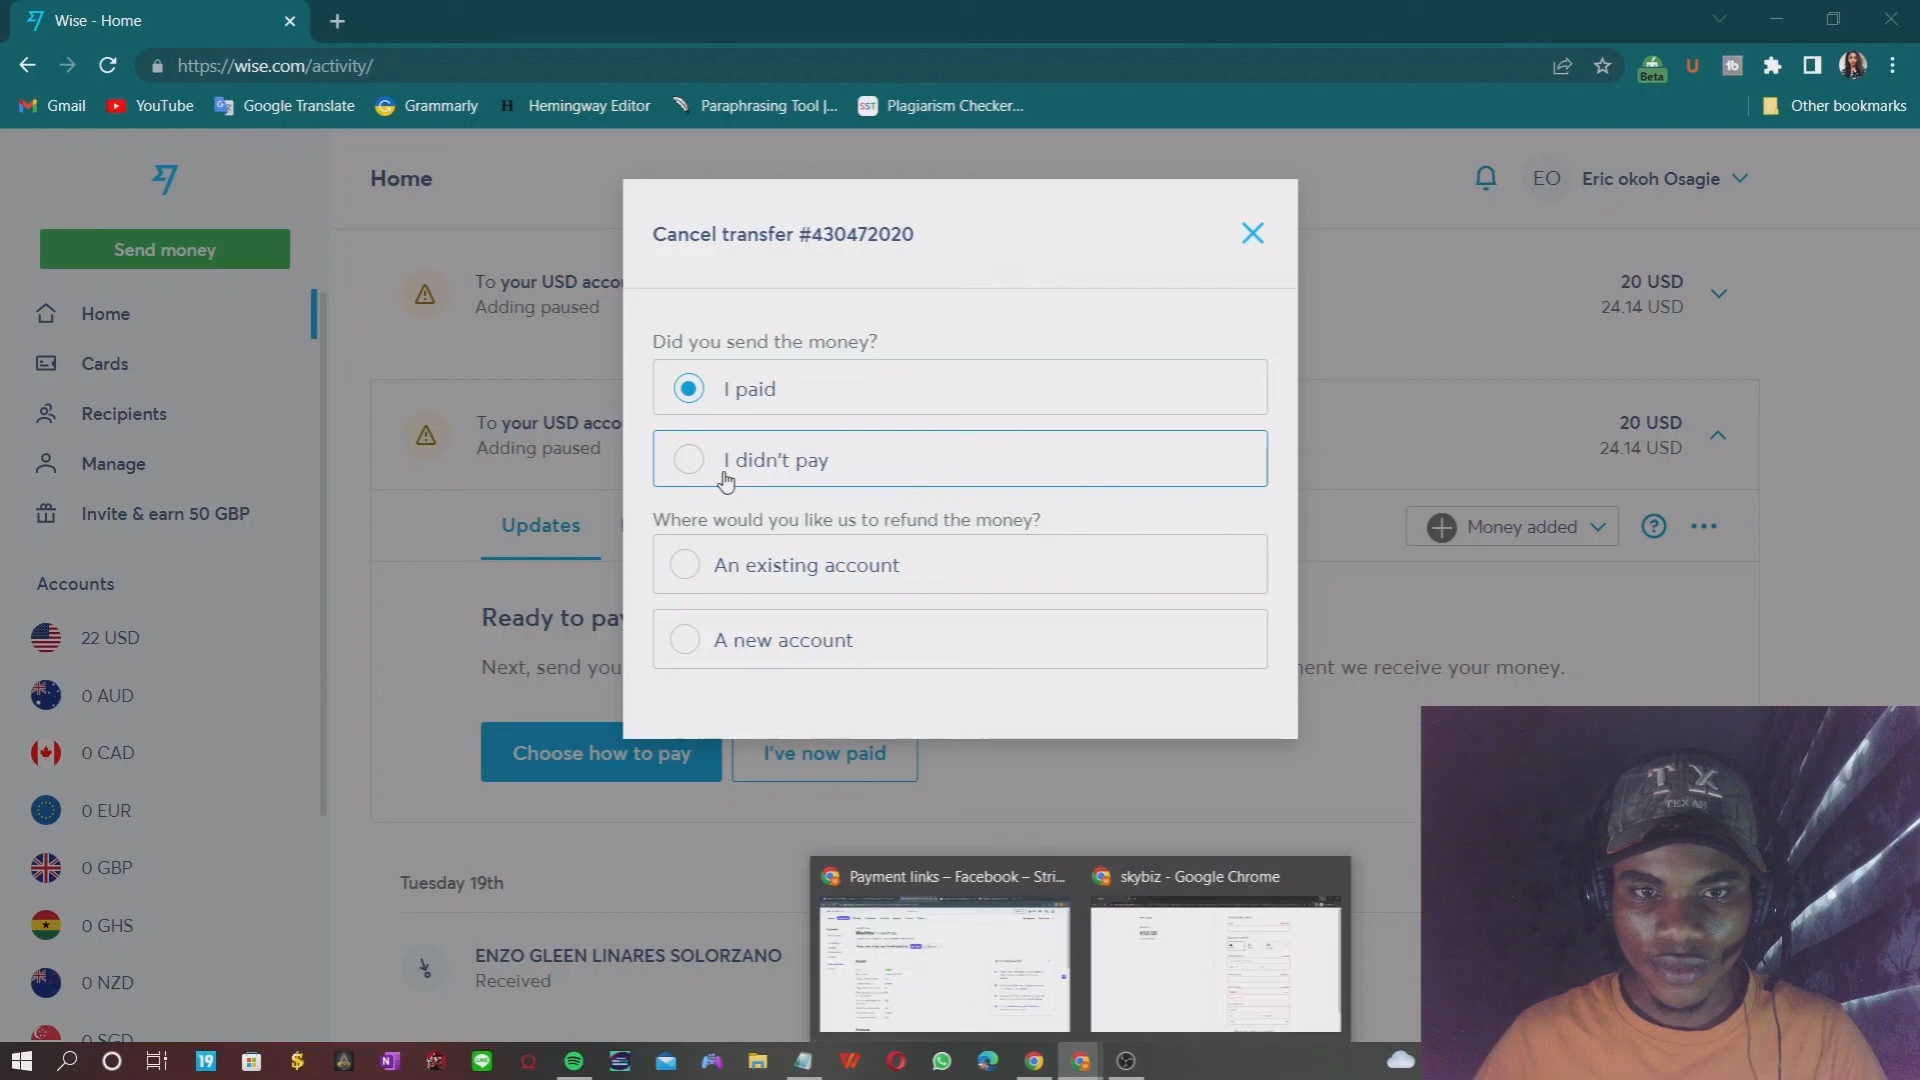 Wise - Home
https://wise.com/activity/
Beta
Gmail
YouTube
Google Translate
Grammarly
Hemingway Editor
Paraphrasing Tool |...
SST
Plagiarism Checker...
Other bookmarks
Home
EO
Eric okoh Osagie
Send money
Home
Cards
Recipients
Manage
Invite & earn 50 GBP
Accounts
22 USD
0 AUD
0 CAD
0 EUR
0 GBP
0 GHS
0 NZD
0 SGD
To your USD accou
Adding paused
20 USD
24.14 USD
To your USD acco
Adding paused
20 USD
24.14 USD
Updates
Money added
Ready to pay
Next, send you
ent we receive your money.
Choose how to pay
I've now paid
Cancel transfer #430472020
Did you send the money?
I paid
I didn't pay
Where would you like us to refund the money?
An existing account
A new account
Tuesday 19th
ENZO GLEEN LINARES SOLORZANO
Received
Payment links – Facebook – Stri...
skybiz - Google Chrome
19
TX
TEXAS